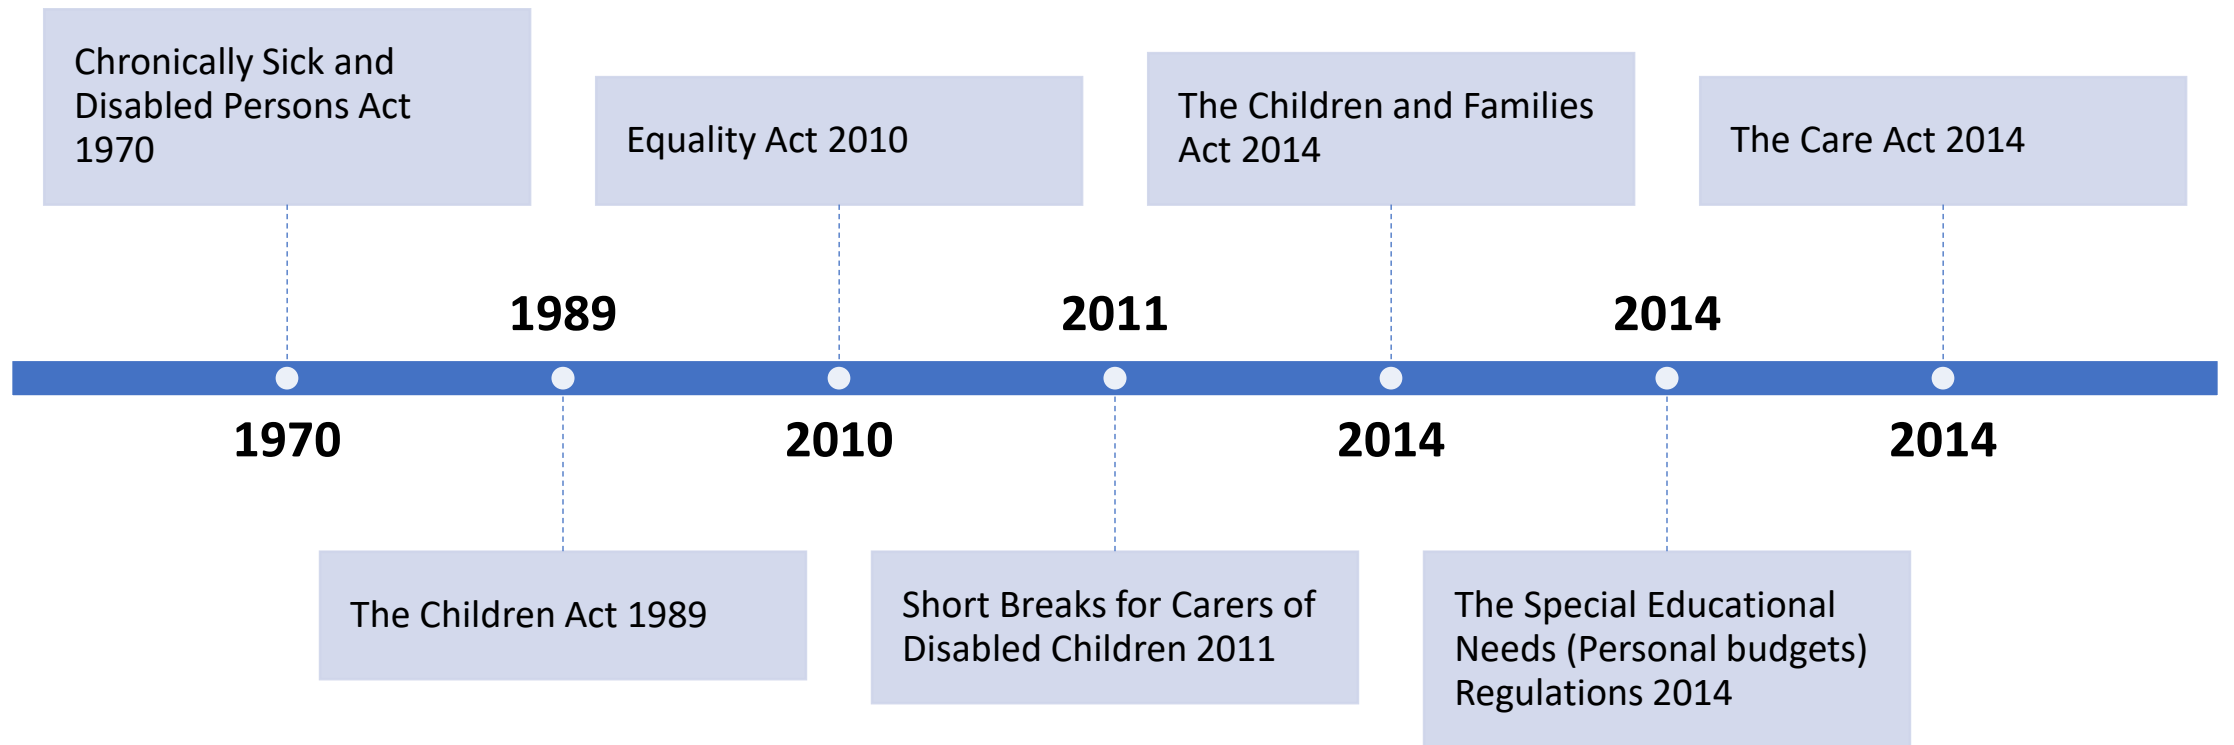 Chronically Sick and
Disabled Persons Act
1970
Equality Act 2010
The Children and Families
Act 2014
The Care Act 2014
1989
2011
2014
1970
2010
2014
2014
The Children Act 1989
Short Breaks for Carers of
Disabled Children 2011
The Special Educational
Needs (Personal budgets)
Regulations 2014